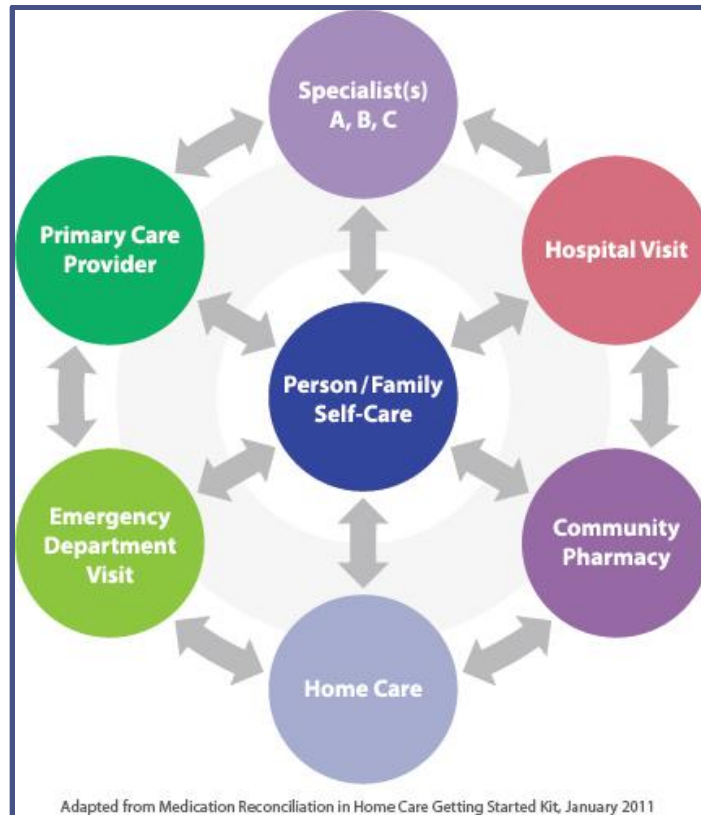 Specialist(s)
A, B, C
Primary Care
Provider
Hospital Visit
Person/Family
Self-Care
Emergency
Department
Visit
Community
Pharmacy
Home Care
Adapted from Medication Reconciliation in Home Care Getting Started Kit, January 2011